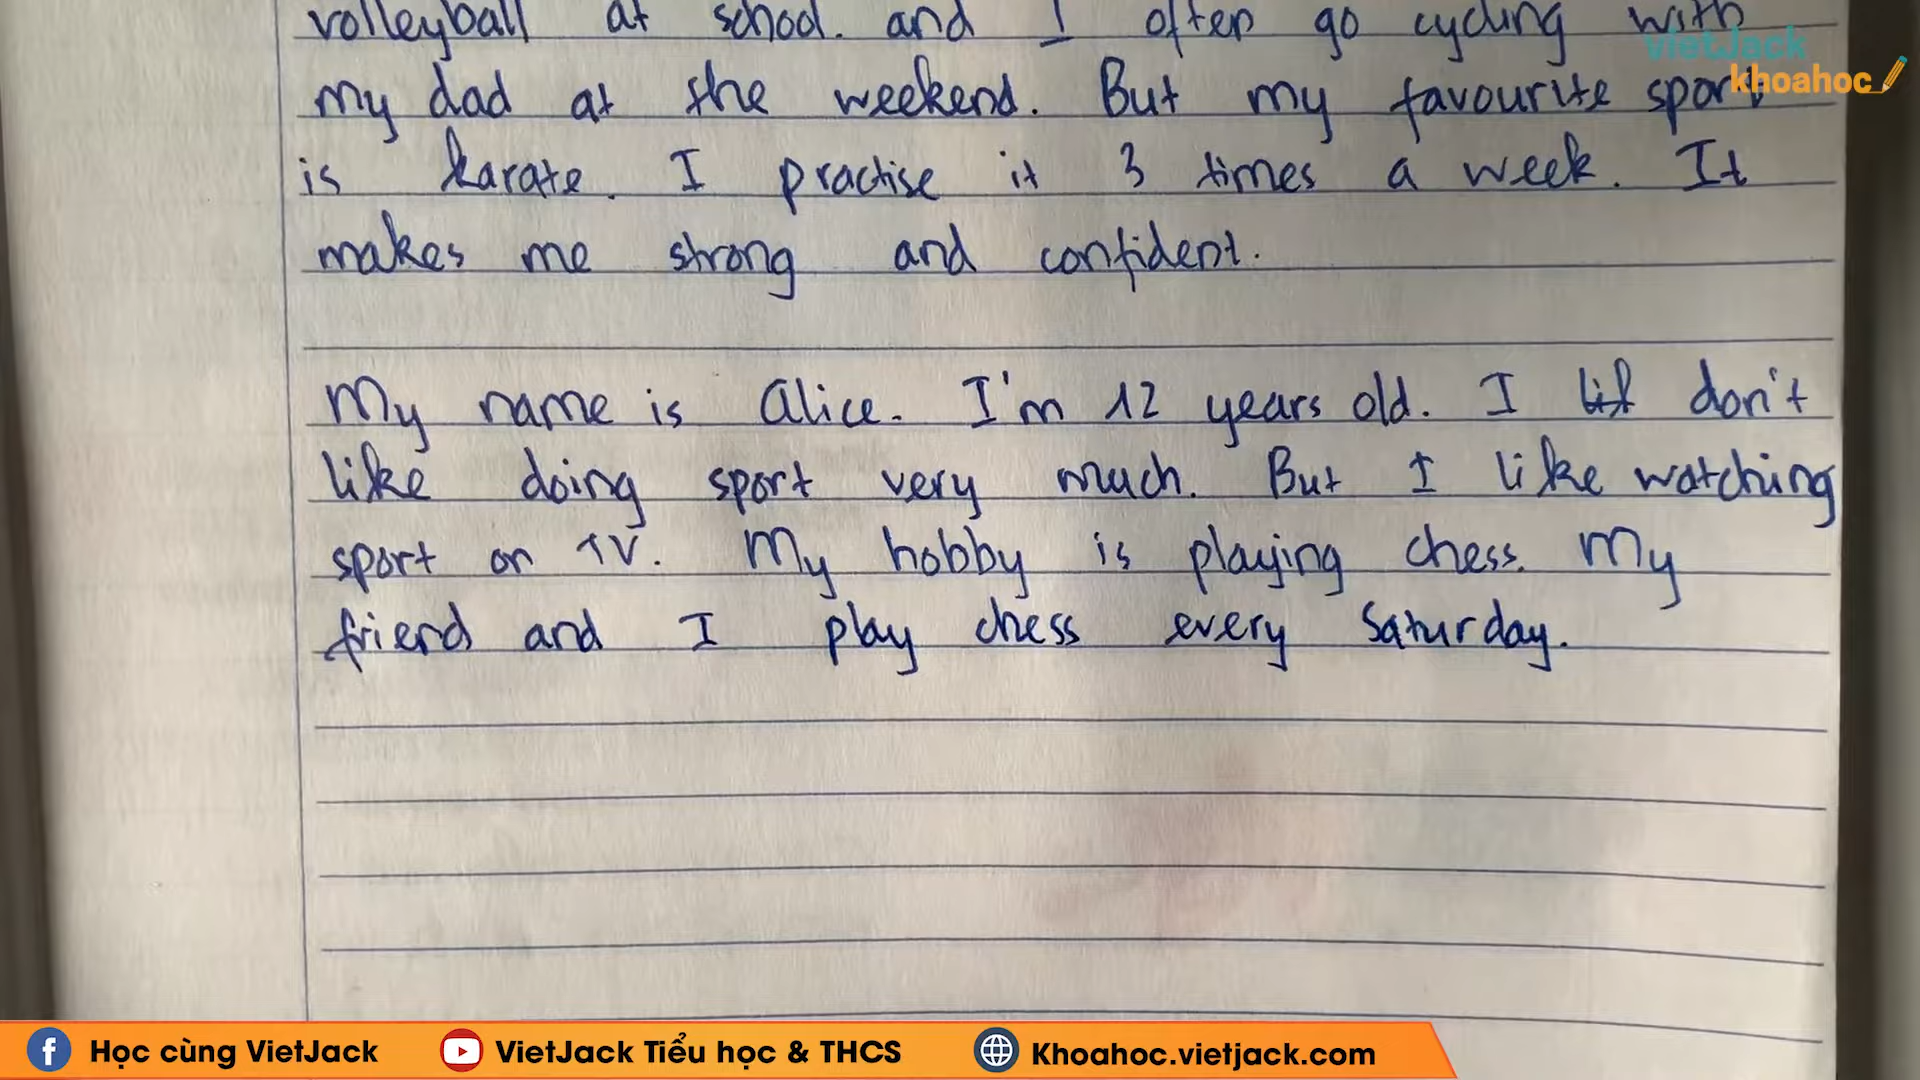 volleyball at school. and I often go cycling with
vietJack
my dad at the weekend. But my favourite sport
khoahoc
is karate. I practise it 3 times a week. It
makes me strong and confident.
My name is Alice. I'm 12 years old. I don't
like doing sport very much. But I like watching
sport on TV. My hobby is playing chess. My
friend and I play chess every Saturday.
Học cùng VietJack
VietJack Tiểu học & THCS
Khoahoc.vietjack.com